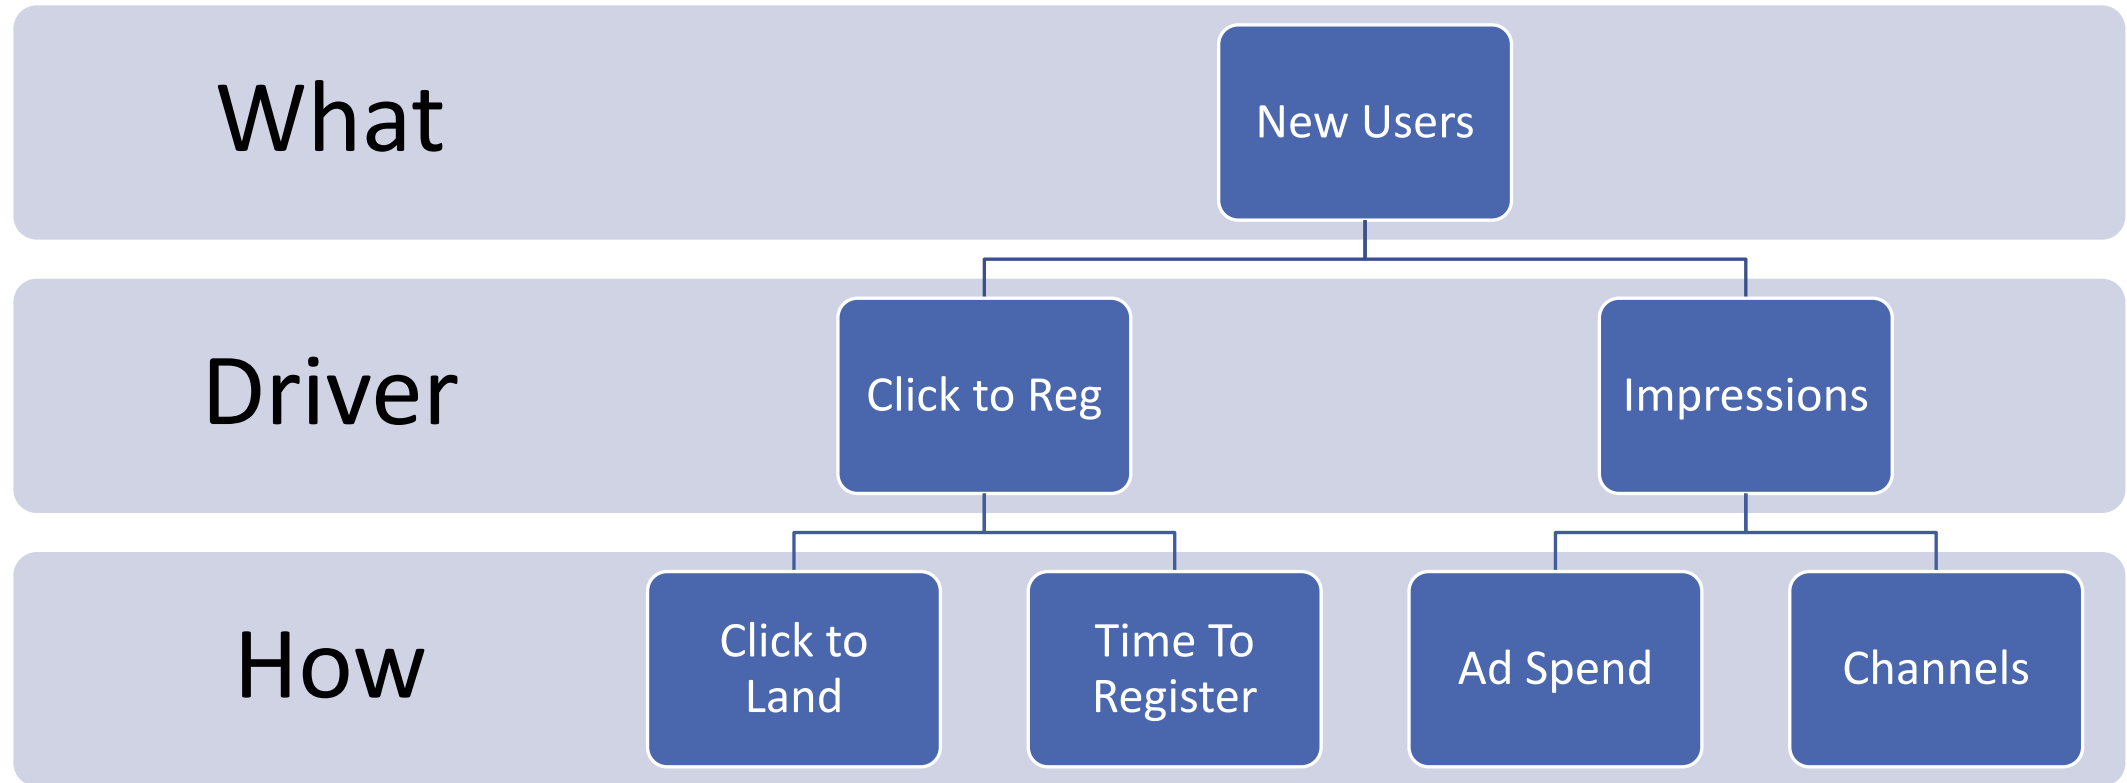 What
New Users
Driver
Click to Reg
Impressions
How
Click to
Land
Time To
Register
Ad Spend
Channels